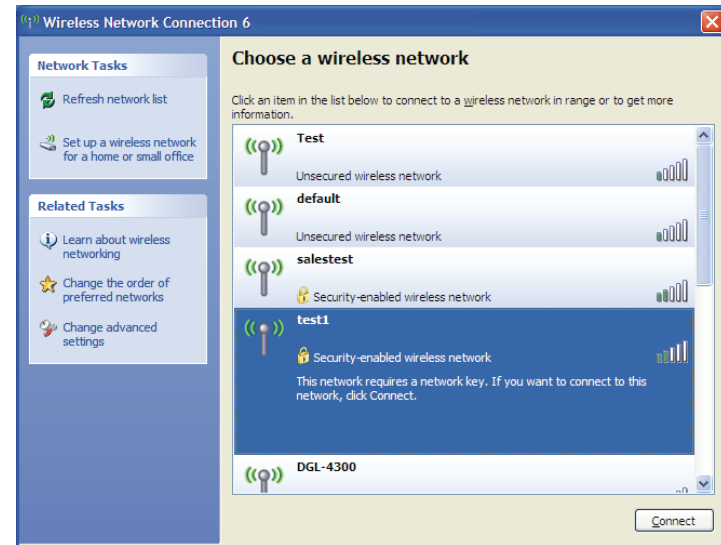 Wireless Network Connection 6
Network Tasks
Refresh network list
Set up a wireless network
for a home or small office
Related Tasks
Learn about wireless
networking
Change the order of
preferred networks
Change advanced
settings
Choose a wireless network
Click an item in the list below to connect to a wireless network in range or to get more
information.
Test
Unsecured wireless network
default
Unsecured wireless network
salestest
Security-enabled wireless network
test1
Security-enabled wireless network
This network requires a network key. If you want to connect to this
network, click Connect.
DGL-4300
Connect